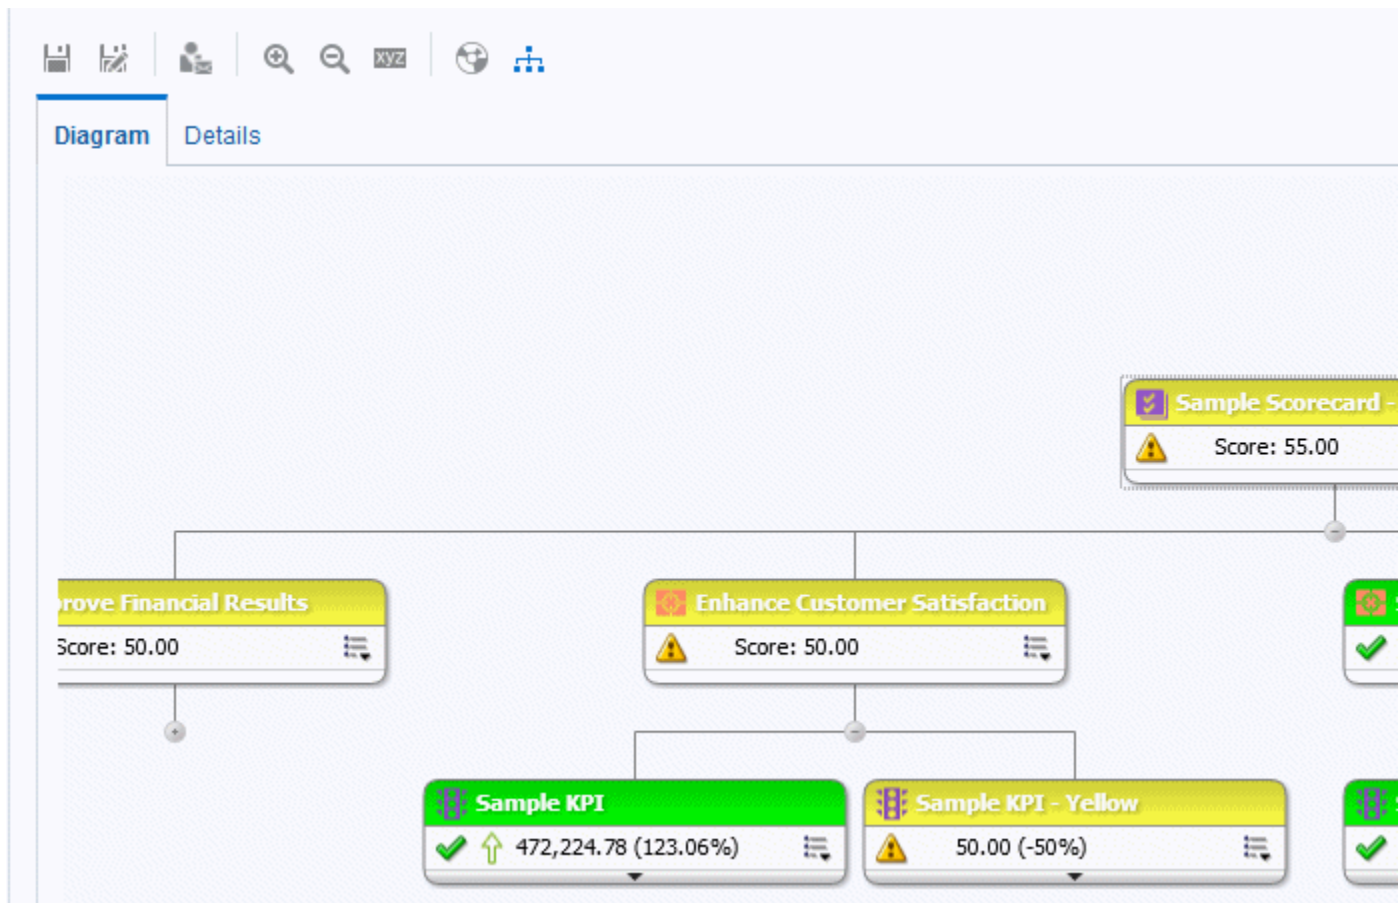 xyz
Diagram Details
Sample Scorecard -
Score: 55.00
Financial Results
Enhance Customer Satisfaction
Score: 50.00
Score: 50.00
Sample KPI
Sample KPI - Yellow
472,224.78 (123.06%)
50.00 (-50%)